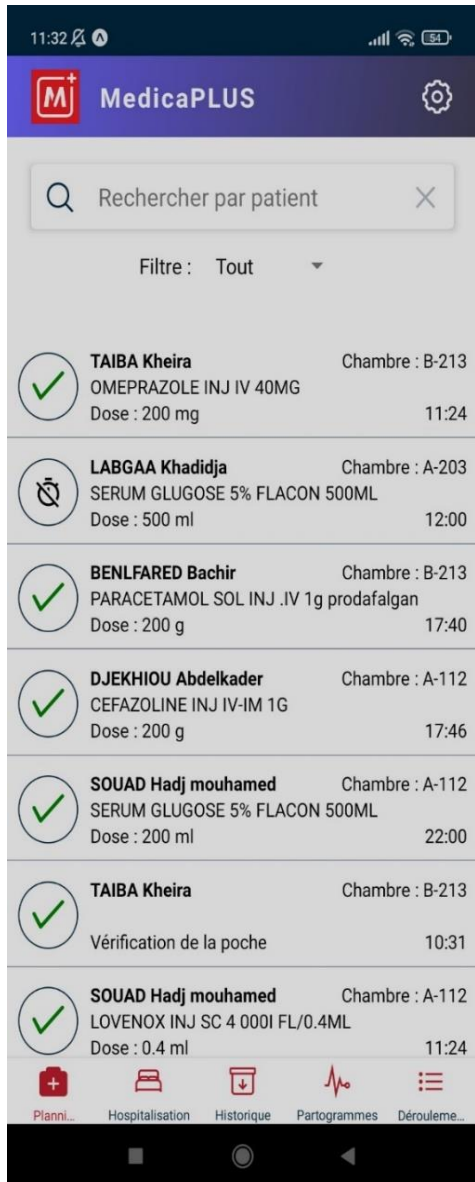 11:32 54
M+ MedicaPLUS
Rechercher par patient
Filtre : Tout
TAIBA Kheira Chambre : B-213
OMEPRAZOLE INJ IV 40MG
Dose : 200 mg 11:24
LABGAA Khadidja Chambre : A-203
SERUM GLUGOSE 5% FLACON 500ML
Dose : 500 ml 12:00
BENLFARED Bachir Chambre : B-213
PARACETAMOL SOL INJ .IV 1g prodafalgan
Dose : 200 g 17:40
DJEKHIOU Abdelkader Chambre : A-112
CEFAZOLINE INJ IV-IM 1G
Dose : 200 g 17:46
SOUAD Hadj mouhamed Chambre : A-112
SERUM GLUGOSE 5% FLACON 500ML
Dose : 200 ml 22:00
TAIBA Kheira Chambre : B-213
Vérification de la poche 10:31
SOUAD Hadj mouhamed Chambre : A-112
LOVENOX INJ SC 4 000I FL/0.4ML
Dose : 0.4 ml 11:24
Planni... Hospitalisation Historique Partogrammes Dérouleme...